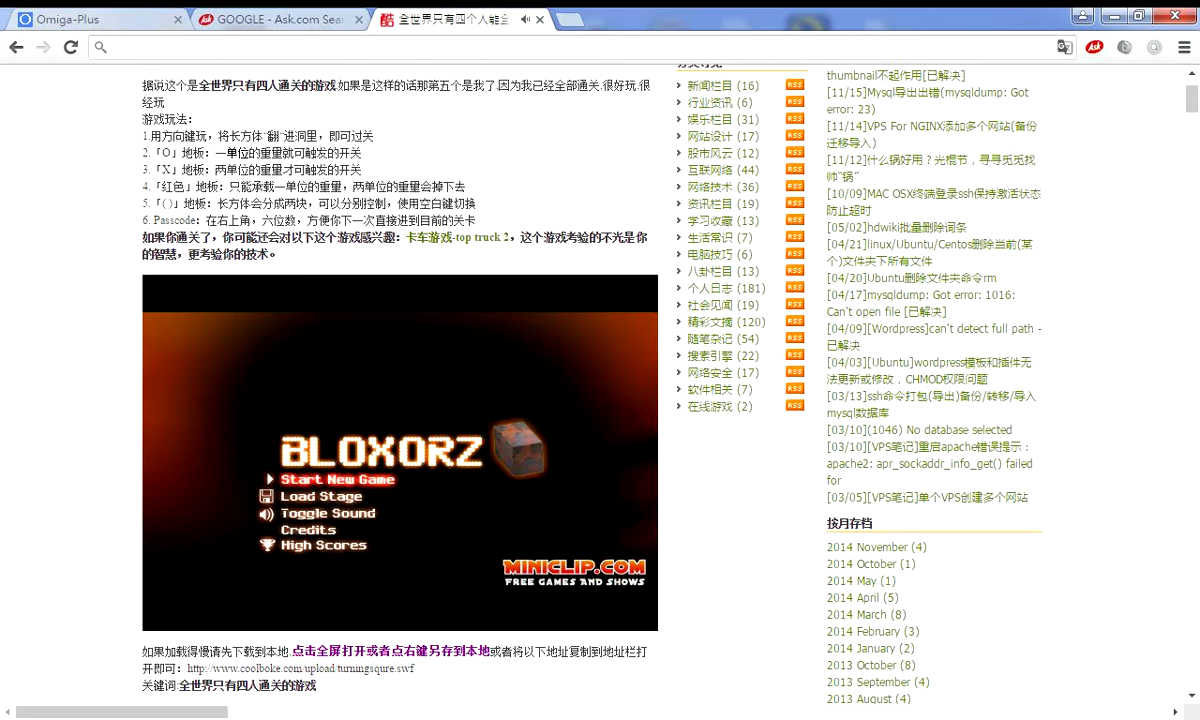 Omiga-Plus
GOOGLE - Ask.com Sear
全世界只有四个人能全
据说这个是全世界只有四人通关的游戏.如果是这样的话那第五个是我了.因为我已经全部通关.很好玩.很
经玩
游戏玩法：
1.用方向键玩，将长方体"翻"进洞里，即可过关
2.「O」地板：一单位的重量就可触发的开关
3.「X」地板：两单位的重量才可触发的开关
4.「红色」地板：只能承载一单位的重量，两单位的重量会掉下去
5.「( )」地板：长方体会分成两块，可以分别控制，使用空白键切换
6. Passcode：在右上角，六位数，方便你下一次直接进到目前的关卡
如果你通关了，你可能还会对以下这个游戏感兴趣：卡车游戏-top truck 2，这个游戏考验的不光是你
的智慧，更考验你的技术。
BLOXORZ
Start New Game
Load Stage
Toggle Sound
Credits
High Scores
MINICLIP.COM
FREE GAMES AND SHOWS
如果加载得慢请先下载到本地.点击全屏打开或者点右键另存到本地或者将以下地址复制到地址栏打
开即可：http://www.coolboke.com/upload/turningsqure.swf
关键词:全世界只有四人通关的游戏
新闻栏目 (16) RSS
行业资讯 (6) RSS
娱乐栏目 (31) RSS
网站设计 (17) RSS
股市风云 (12) RSS
互联网络 (44) RSS
网络技术 (36) RSS
资讯栏目 (19) RSS
学习收藏 (13) RSS
生活常识 (7) RSS
电脑技巧 (6) RSS
八卦栏目 (13) RSS
个人日志 (181) RSS
社会见闻 (19) RSS
精彩文摘 (120) RSS
随笔杂记 (54) RSS
搜索引擎 (22) RSS
网络安全 (17) RSS
软件相关 (7) RSS
在线游戏 (2) RSS
thumbnail不起作用[已解决]
[11/15]Mysql导出出错(mysqldump: Got
error: 23)
[11/14]VPS For NGINX添加多个网站(备份
迁移导入)
[11/12]什么锅好用？光棍节，寻寻觅觅找
帅"锅"
[10/09]MAC OSX终端登录ssh保持激活状态
防止超时
[05/02]hdwiki批量删除词条
[04/21]linux/Ubuntu/Centos删除当前(某
个)文件夹下所有文件
[04/20]Ubuntu删除文件夹命令rm
[04/17]mysqldump: Got error: 1016:
Can't open file [已解决]
[04/09][Wordpress]can't detect full path -
已解决
[04/03][Ubuntu]wordpress模板和插件无
法更新或修改，CHMOD权限问题
[03/13]ssh命令打包(导出)备份/转移/导入
mysql数据库
[03/10](1046) No database selected
[03/10][VPS笔记]重启apache错误提示：
apache2: apr_sockaddr_info_get() failed
for
[03/05][VPS笔记]单个VPS创建多个网站
按月存档
2014 November (4)
2014 October (1)
2014 May (1)
2014 April (5)
2014 March (8)
2014 February (3)
2014 January (2)
2013 October (8)
2013 September (4)
2013 August (4)